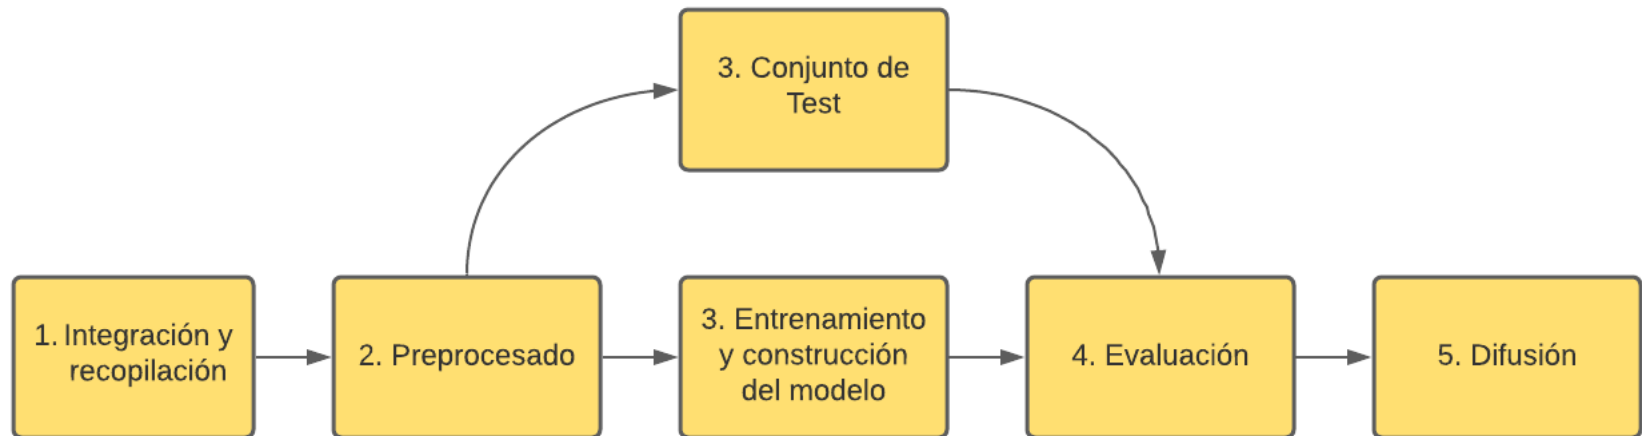 3. Conjunto de
Test
1. Integración y
recopilación
2. Preprocesado
3. Entrenamiento
y construcción
del modelo
4. Evaluación
5. Difusión